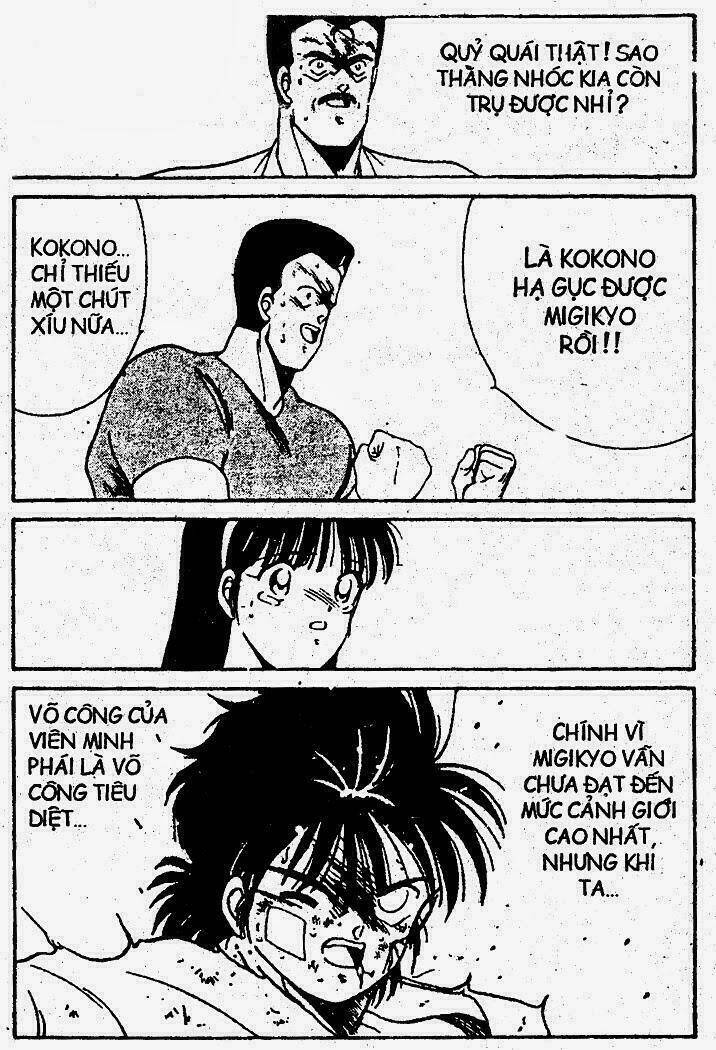 QUỶ QUÁI THẬT! SAO
THẰNG NHÓC KIA CÒN
TRỤ ĐƯỢC NHỈ?
KOKONO...
CHỈ THIẾU
MỘT CHÚT
XÍU NỮA...
LÀ KOKONO
HẠ GỤC ĐƯỢC
MIGIKYO
RỒI!!
VÕ CÔNG CỦA
VIÊN MINH
PHÁI LÀ VÕ
CÔNG TIÊU
DIỆT...
CHÍNH VÌ
MIGIKYO VẪN
CHƯA ĐẠT ĐẾN
MỨC CẢNH GIỚI
CAO NHẤT,
NHƯNG KHI
TA...